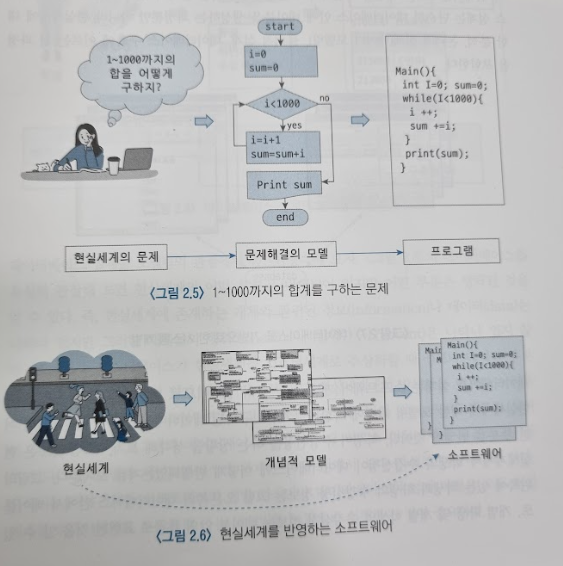 1~1000까지의
합을 어떻게
구하지?
start
i=0
sum=0
i<1000
no
yes
i=i+1
sum=sum+i
Print sum
end
Main(){
int I=0; sum=0;
while(I<1000){
i ++;
sum +=i;
}
print(sum);
}
현실세계의 문제
문제해결의 모델
프로그램
<그림 2.5> 1~1000까지의 합계를 구하는 문제
Main(){
int I=0; sum=0;
while(I<1000){
i ++;
sum +=i;
}
print(sum);
}
현실세계
개념적 모델
소프트웨어
<그림 2.6> 현실세계를 반영하는 소프트웨어